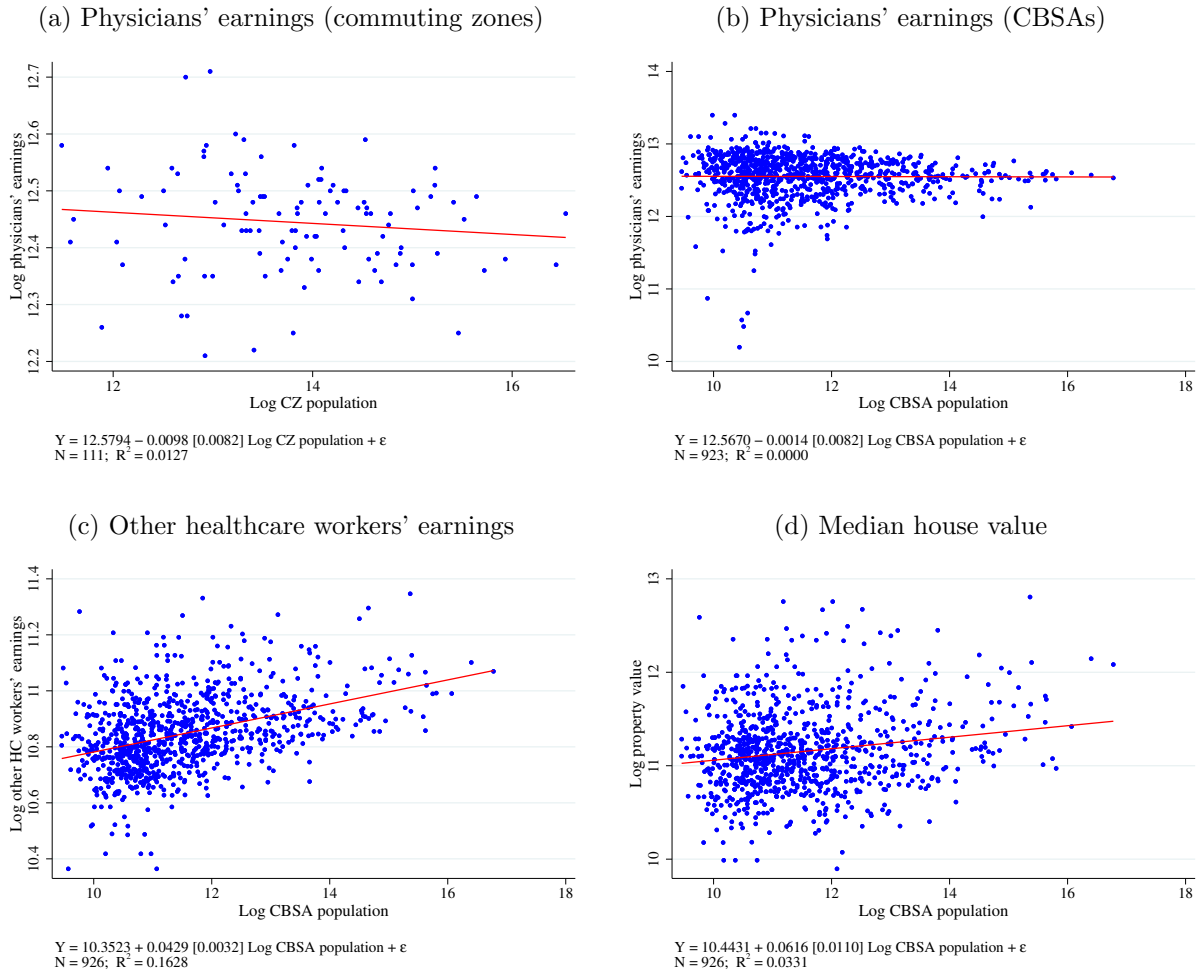 (a) Physicians' earnings (commuting zones)
Log physicians' earnings
12.7
12.6
12.5
12.4
12.3
12.2
12
14
16
Log CZ population
Y = 12.5794 − 0.0098 [0.0082] Log CZ population + ε
N = 111; R² = 0.0127
(b) Physicians' earnings (CBSAs)
Log physicians' earnings
14
13
12
11
10
10
12
14
16
18
Log CBSA population
Y = 12.5670 − 0.0014 [0.0082] Log CBSA population + ε
N = 923; R² = 0.0000
(c) Other healthcare workers' earnings
Log other HC workers' earnings
11.4
11.2
11
10.8
10.6
10.4
10
12
14
16
18
Log CBSA population
Y = 10.3523 + 0.0429 [0.0032] Log CBSA population + ε
N = 926; R² = 0.1628
(d) Median house value
Log property value
13
12
11
10
10
12
14
16
18
Log CBSA population
Y = 10.4431 + 0.0616 [0.0110] Log CBSA population + ε
N = 926; R² = 0.0331